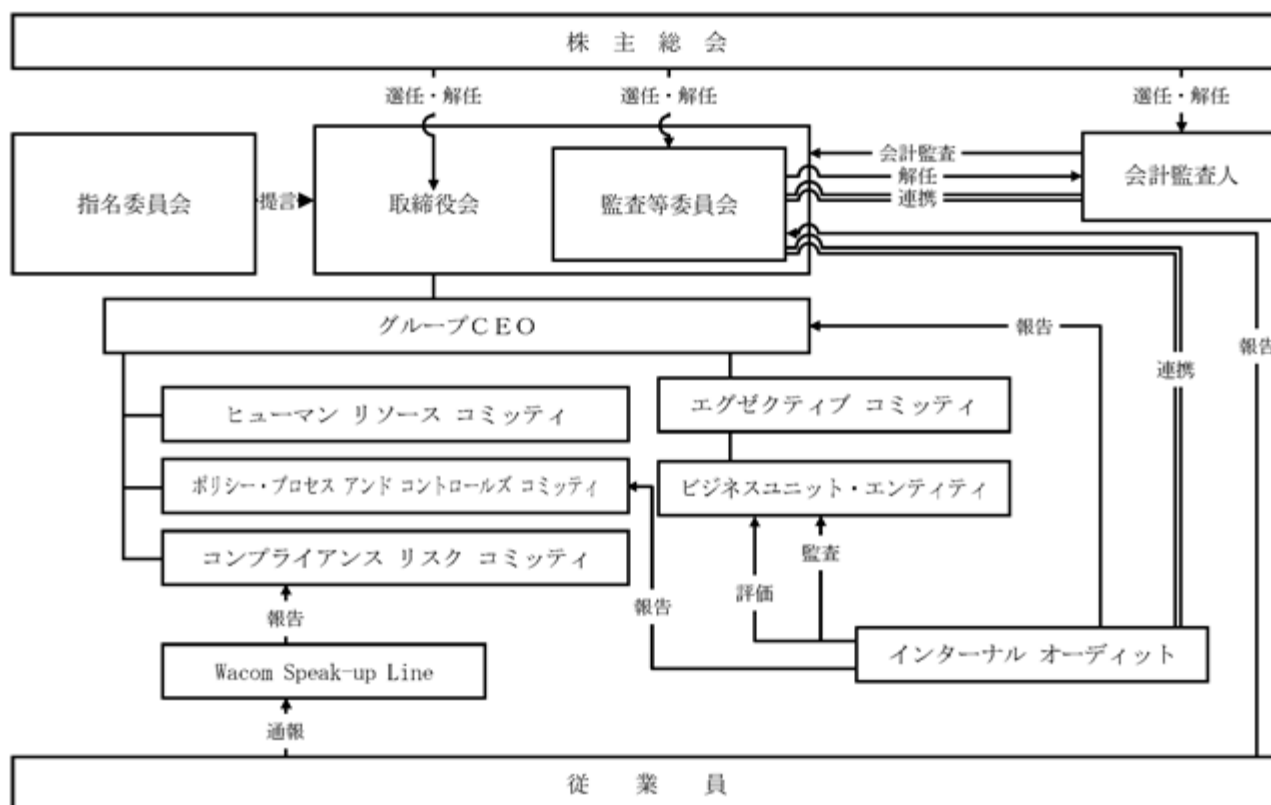 株 主 総 会
選任・解任
選任・解任
選任・解任
指名委員会
提言
取締役会
監査等委員会
会計監査
解任
連携
会計監査人
グループCEO
報告
連携
報告
ヒューマン リソース コミッティ
エグゼクティブ コミッティ
ポリシー・プロセス アンド コントロールズ コミッティ
ビジネスユニット・エンティティ
コンプライアンス リスク コミッティ
監査
評価
報告
報告
Wacom Speak-up Line
インターナル オーディット
通報
従 業 員